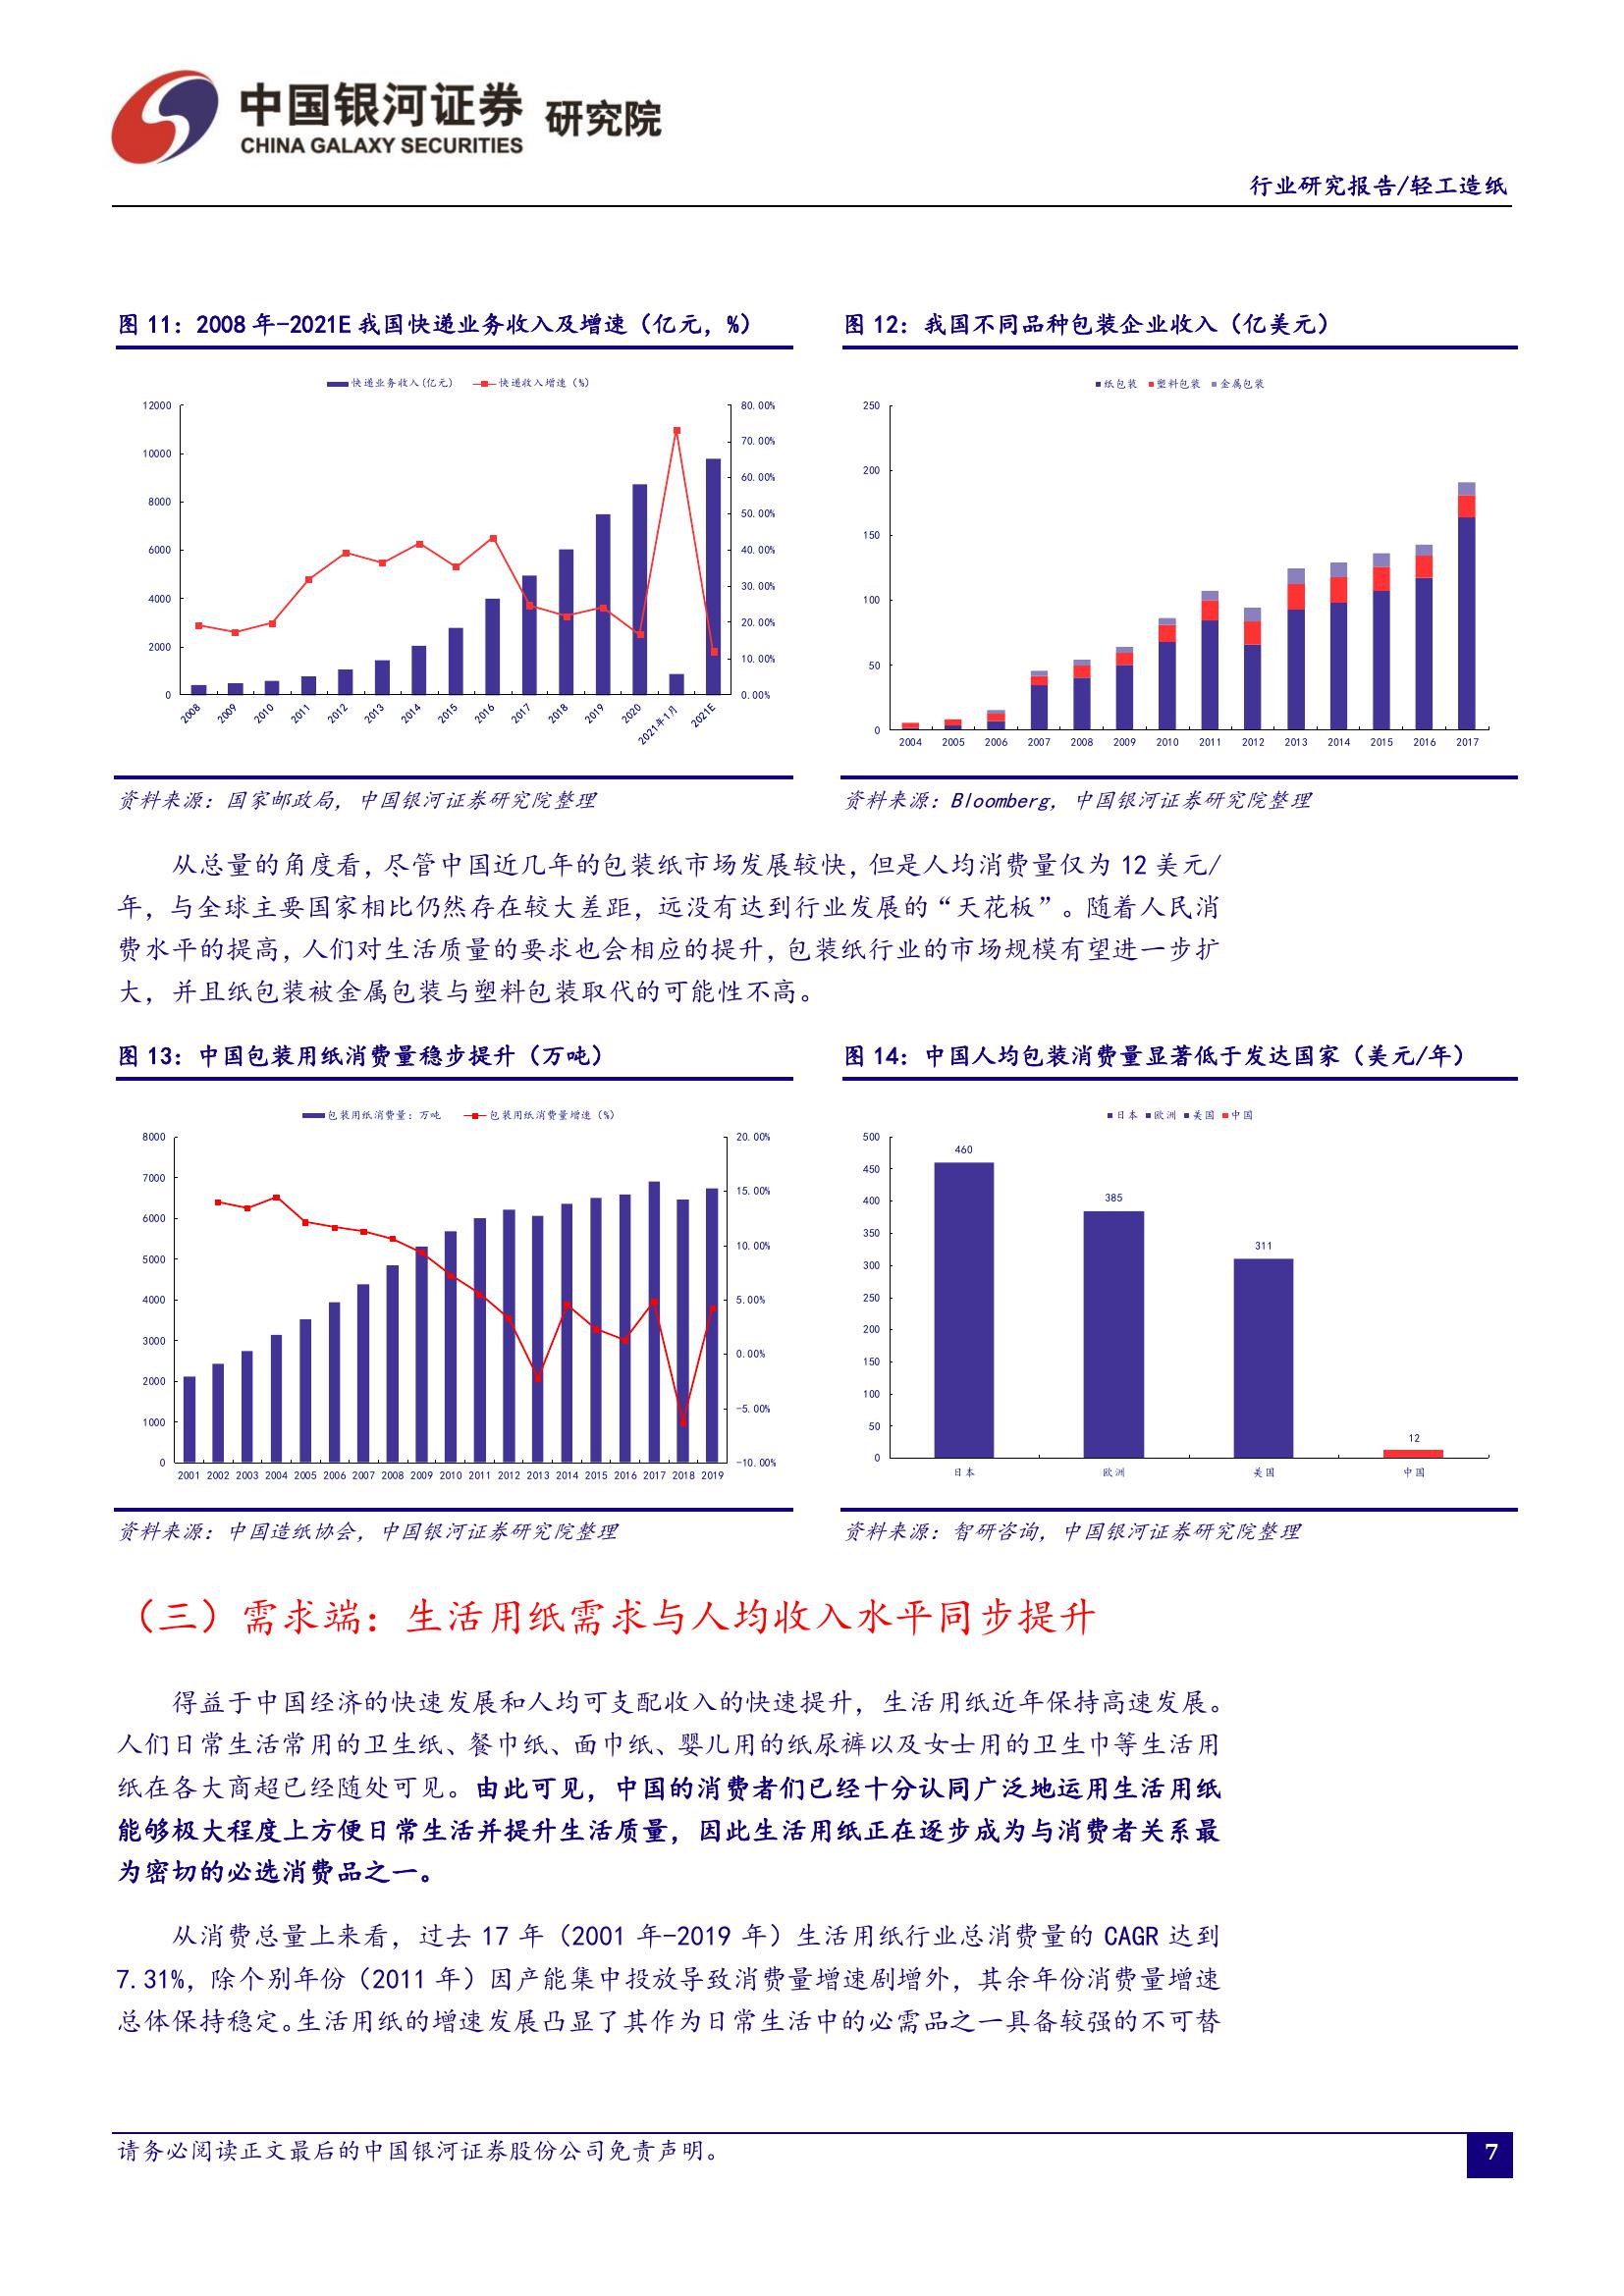 中国银河证券 研究院
CHINA GALAXY SECURITIES
行业研究报告/轻工造纸
图 11：2008 年-2021E 我国快递业务收入及增速（亿元，%）
快递业务收入(亿元) 快递收入增速（%）
12000
10000
8000
6000
4000
2000
0
80.00%
70.00%
60.00%
50.00%
40.00%
30.00%
20.00%
10.00%
0.00%
2008 2009 2010 2011 2012 2013 2014 2015 2016 2017 2018 2019 2020 2021年1月 2021E
资料来源：国家邮政局，中国银河证券研究院整理
图 12：我国不同品种包装企业收入（亿美元）
纸包装 塑料包装 金属包装
250
200
150
100
50
0
2004 2005 2006 2007 2008 2009 2010 2011 2012 2013 2014 2015 2016 2017
资料来源：Bloomberg，中国银河证券研究院整理
从总量的角度看，尽管中国近几年的包装纸市场发展较快，但是人均消费量仅为 12 美元/
年，与全球主要国家相比仍然存在较大差距，远没有达到行业发展的“天花板”。随着人民消
费水平的提高，人们对生活质量的要求也会相应的提升，包装纸行业的市场规模有望进一步扩
大，并且纸包装被金属包装与塑料包装取代的可能性不高。
图 13：中国包装用纸消费量稳步提升（万吨）
包装用纸消费量：万吨 包装用纸消费量增速（%）
8000
7000
6000
5000
4000
3000
2000
1000
0
20.00%
15.00%
10.00%
5.00%
0.00%
-5.00%
-10.00%
2001 2002 2003 2004 2005 2006 2007 2008 2009 2010 2011 2012 2013 2014 2015 2016 2017 2018 2019
资料来源：中国造纸协会，中国银河证券研究院整理
图 14：中国人均包装消费量显著低于发达国家（美元/年）
日本 欧洲 美国 中国
500
450
400
350
300
250
200
150
100
50
0
460
385
311
12
日本 欧洲 美国 中国
资料来源：智研咨询，中国银河证券研究院整理
（三）需求端：生活用纸需求与人均收入水平同步提升
得益于中国经济的快速发展和人均可支配收入的快速提升，生活用纸近年保持高速发展。
人们日常生活常用的卫生纸、餐巾纸、面巾纸、婴儿用的纸尿裤以及女士用的卫生巾等生活用
纸在各大商超已经随处可见。由此可见，中国的消费者们已经十分认同广泛地运用生活用纸
能够极大程度上方便日常生活并提升生活质量，因此生活用纸正在逐步成为与消费者关系最
为密切的必选消费品之一。
从消费总量上来看，过去 17 年（2001 年-2019 年）生活用纸行业总消费量的 CAGR 达到
7.31%，除个别年份（2011 年）因产能集中投放导致消费量增速剧增外，其余年份消费量增速
总体保持稳定。生活用纸的增速发展凸显了其作为日常生活中的必需品之一具备较强的不可替
请务必阅读正文最后的中国银河证券股份公司免责声明。
7